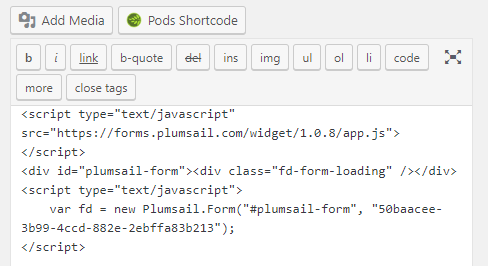 Add Media Pods Shortcode
b i link b-quote del ins img ul ol li code
more close tags
<script type="text/javascript"
src="https://forms.plumsail.com/widget/1.0.8/app.js">
</script>
<div id="plumsail-form"><div class="fd-form-loading" /></div>
<script type="text/javascript">
    var fd = new Plumsail.Form("#plumsail-form", "50baacee-
3b99-4ccd-882e-2ebffa83b213");
</script>